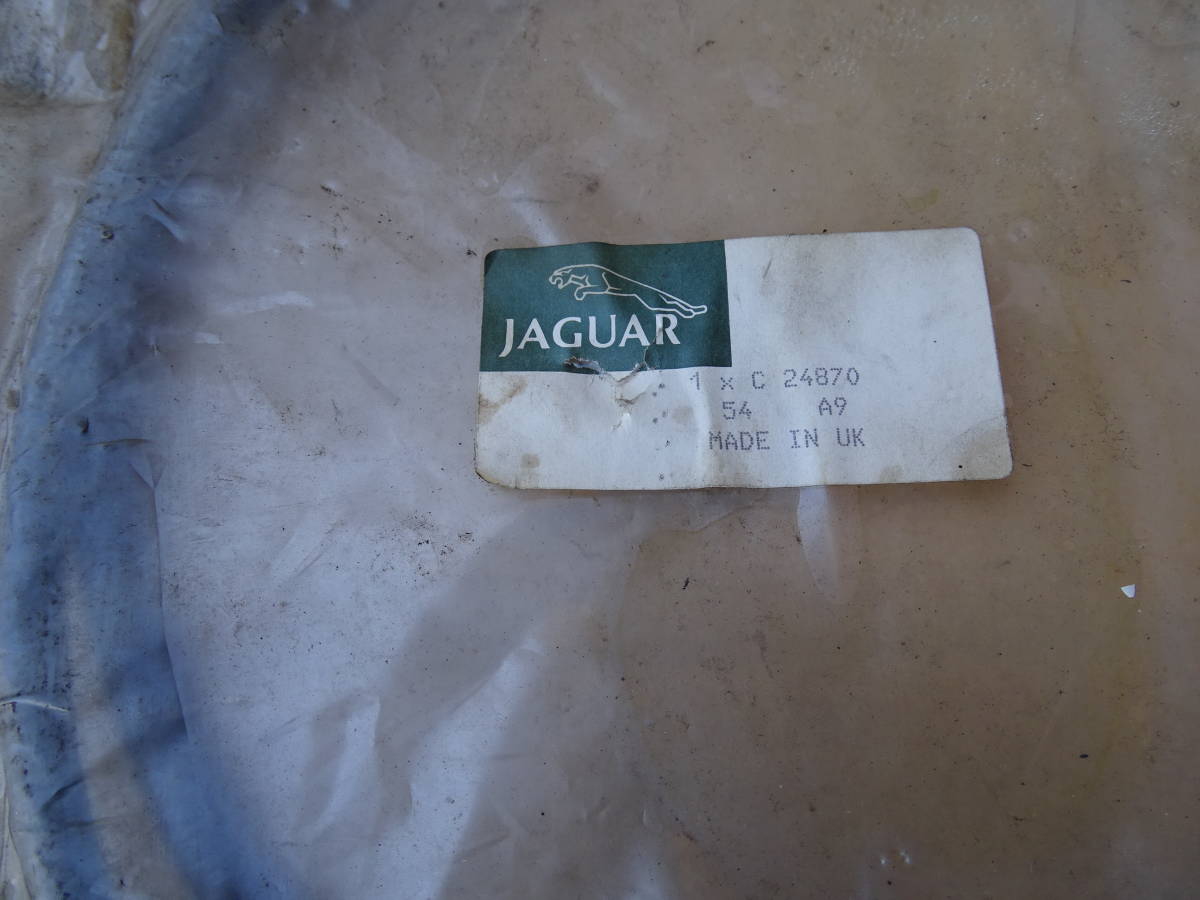 JAGUAR
1 x C 24870
54 A9
MADE IN UK